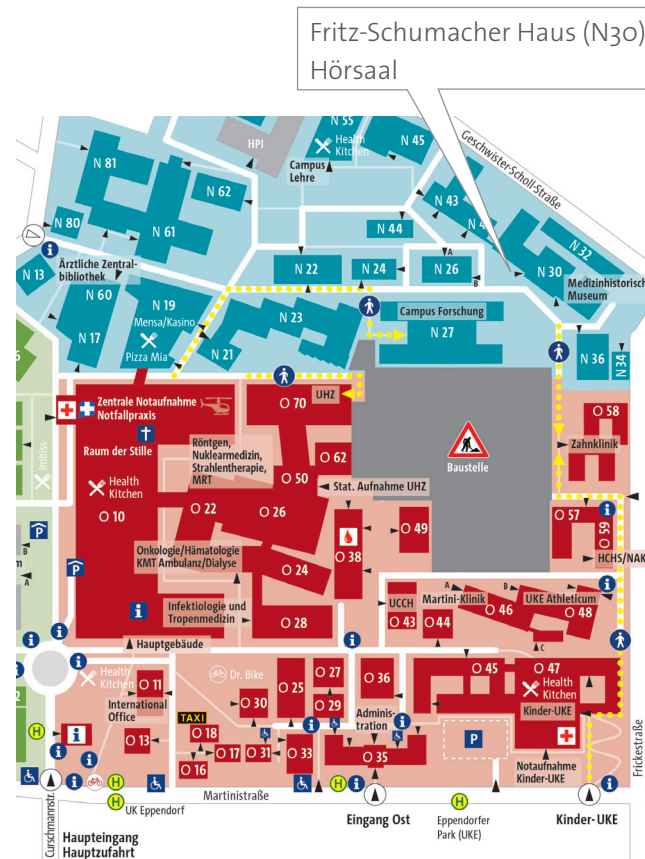 Fritz-Schumacher Haus (N30)
Hörsaal
Geschwister-Scholl-Straße
N 55
N 45
Health
Kitchen
HPI
Campus
Lehre
N 81
N 62
N 43
N 80
N 61
N 44
N 32
N 30
A
B
N 13
Ärztliche Zentral-
bibliothek
N 22
N 24
N 26
Medizinhistorisch
Museum
N 60
N 19
Mensa/Kasino
Pizza Mia
N 17
N 21
N 23
Campus Forschung
N 27
N 36
N 34
Zentrale Notaufnahme
Notfallpraxis
O 70
UHZ
O 58
Zahnklinik
Raum der Stille
Röntgen,
Nuklearmedizin,
Strahlentherapie,
MRT
O 62
O 50
Stat. Aufnahme UHZ
Baustelle
Imbiss
Health
Kitchen
O 10
O 22
O 26
O 49
O 57
O 59
HCHS/NAK
P
B
A
P
Onkologie/Hämatologie
KMT Ambulanz/Dialyse
O 24
O 38
Infektiologie und
Tropenmedizin
O 28
UCCH
O 43
Martini-Klinik
O 44
A
O 46
B
UKE Athleticum
O 48
C
Hauptgebäude
Health
Kitchen
O 11
International
Office
O 13
Dr. Bike
O 30
O 25
O 27
O 29
O 36
Adminis-
tration
O 45
O 47
Health
Kitchen
Kinder-UKE
TAXI
O 18
O 17
O 16
O 31
O 33
O 35
P
Notaufnahme
Kinder-UKE
Frickestraße
H
H
H
UK Eppendorf
Martinistraße
H
H
Eppendorfer
Park (UKE)
Curschmannstr.
Haupteingang
Hauptzufahrt
Eingang Ost
Kinder-UKE